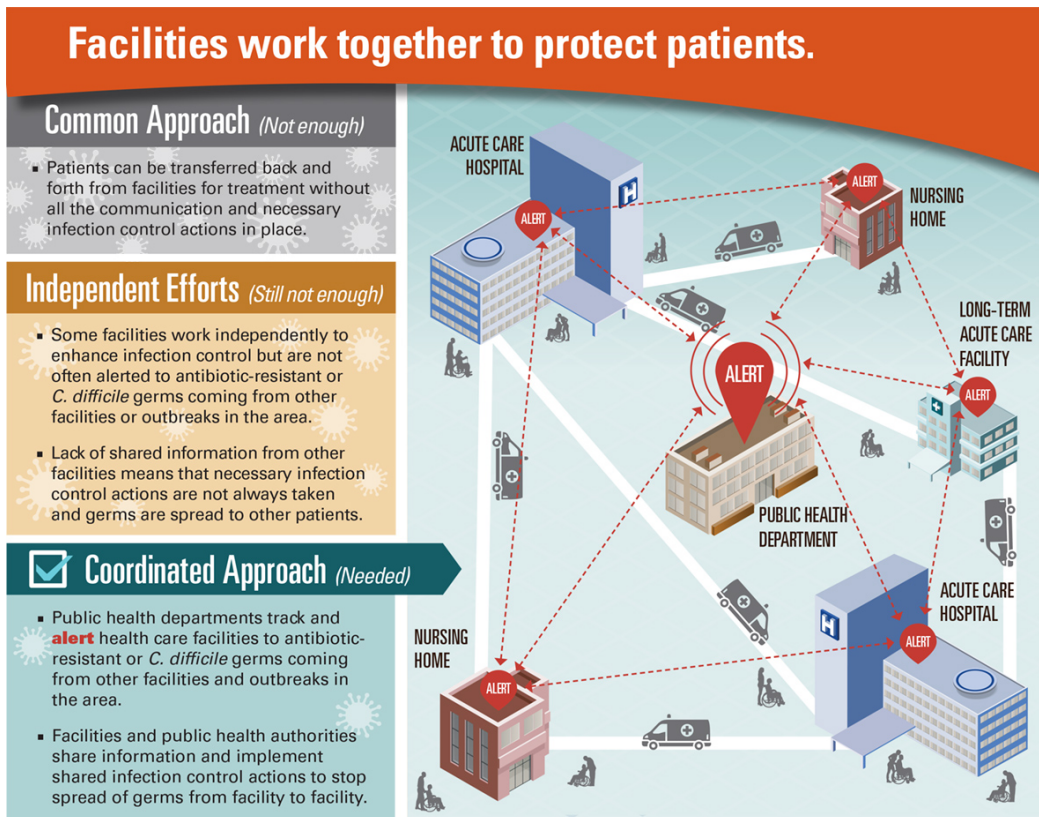 Facilities work together to protect patients.
Common Approach (Not enough)
▪ Patients can be transferred back and
forth from facilities for treatment without
all the communication and necessary
infection control actions in place.
Independent Efforts (Still not enough)
▪ Some facilities work independently to
enhance infection control but are not
often alerted to antibiotic-resistant or
C. difficile germs coming from other
facilities or outbreaks in the area.
▪ Lack of shared information from other
facilities means that necessary infection
control actions are not always taken
and germs are spread to other patients.
Coordinated Approach (Needed)
▪ Public health departments track and
alert health care facilities to antibiotic-
resistant or C. difficile germs coming
from other facilities and outbreaks in
the area.
▪ Facilities and public health authorities
share information and implement
shared infection control actions to stop
spread of germs from facility to facility.
ACUTE CARE
HOSPITAL
H
ALERT
ALERT
NURSING
HOME
LONG-TERM
ACUTE CARE
FACILITY
ALERT
ALERT
PUBLIC HEALTH
DEPARTMENT
ACUTE CARE
HOSPITAL
H
ALERT
NURSING
HOME
ALERT